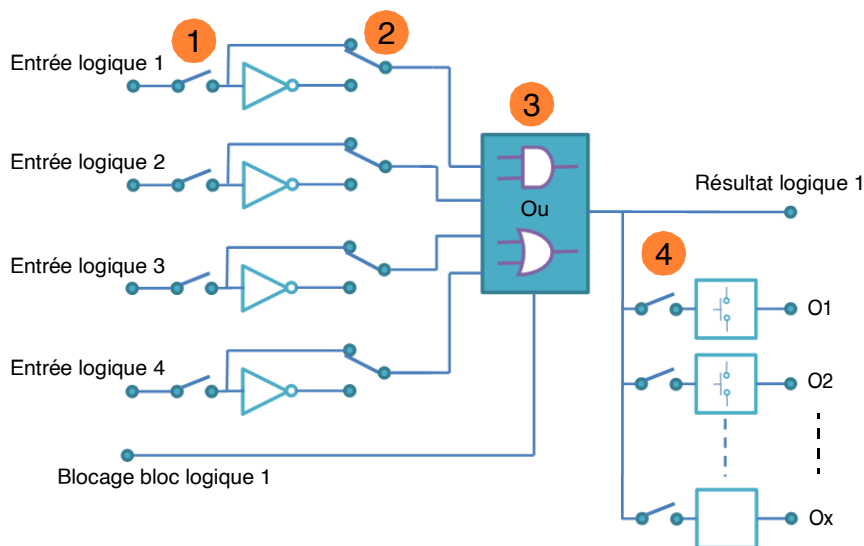 1
2
Entrée logique 1
3
Entrée logique 2
Résultat logique 1
Ou
Entrée logique 3
4
O1
Entrée logique 4
O2
Blocage bloc logique 1
Ox